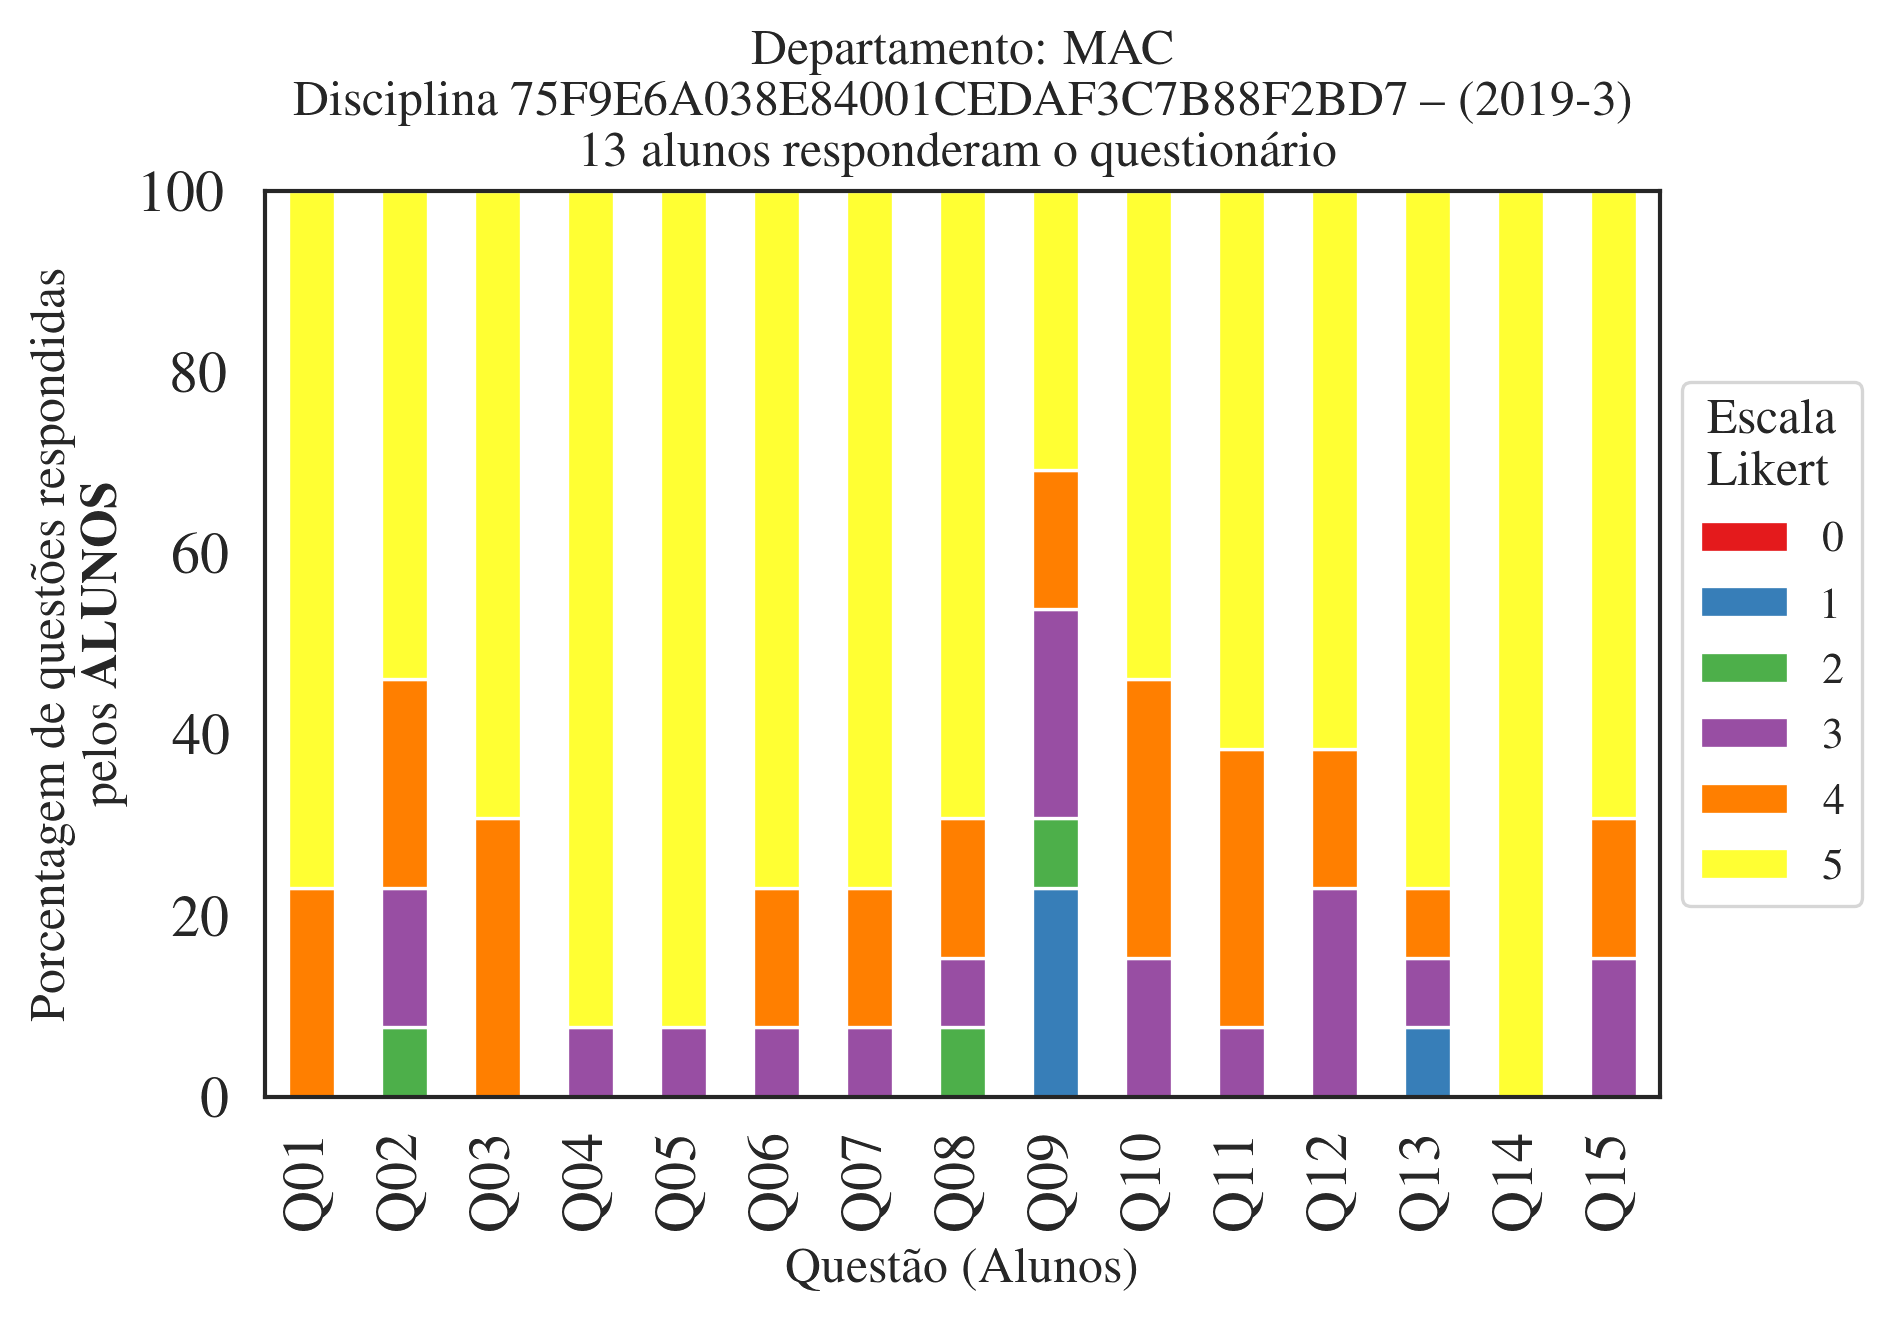 Departamento: MAC
Disciplina 75F9E6A038E84001CEDAF3C7B88F2BD7 – (2019-3)
13 alunos responderam o questionário
Porcentagem de questões respondidas
pelos ALUNOS
100
80
60
40
20
0
Q01
Q02
Q03
Q04
Q05
Q06
Q07
Q08
Q09
Q10
Q11
Q12
Q13
Q14
Q15
Questão (Alunos)
Escala
Likert
0
1
2
3
4
5